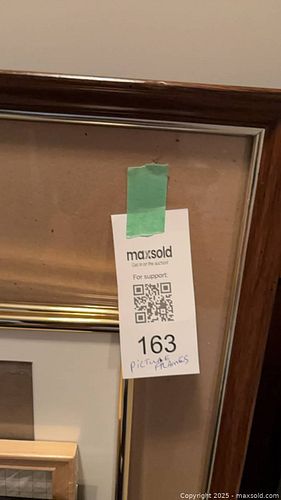 maxsold
Get in on the auction!
For support:
163
PICTURE
FRAMES
Copyright 2025 - maxsold.com